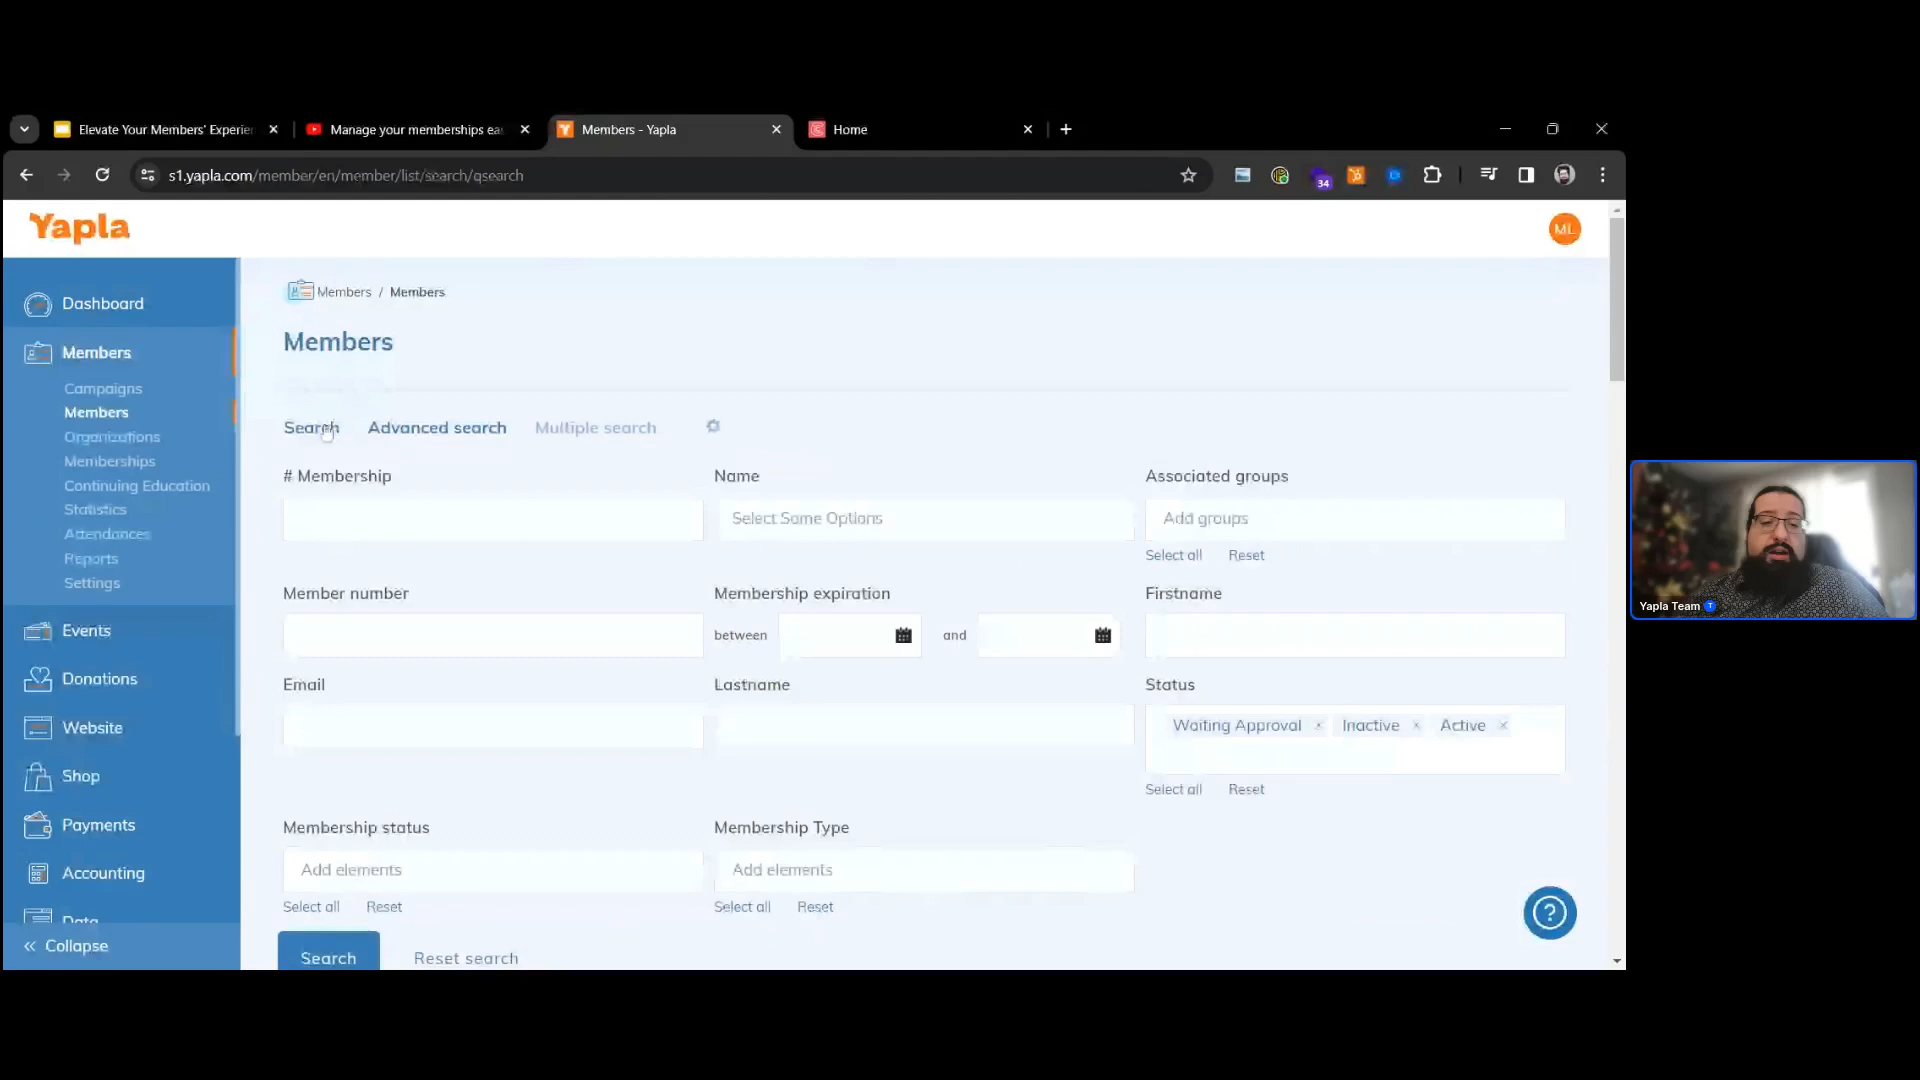 Elevate Your Members' Experien
Manage your memberships ea
Members - Yapla
Home
s1.yapla.com/member/en/member/list/search/qsearch
34
Yapla
ML
Dashboard
Members
Campaigns
Members
Organizations
Memberships
Continuing Education
Statistics
Attendances
Reports
Settings
Events
Donations
Website
Shop
Payments
Accounting
Data
« Collapse
Members / Members
Members
Search Advanced search Multiple search
# Membership Name Associated groups
Select Some Options Add groups
Select all Reset
Member number Membership expiration Firstname
between and
Email Lastname Status
Waiting Approval × Inactive × Active ×
Select all Reset
Membership status Membership Type
Add elements Add elements
Select all Reset Select all Reset
Search Reset search
?
Yapla Team T